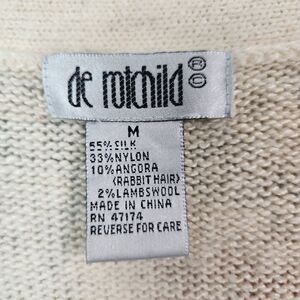 de rotchild ® ©
M
55% SILK
33% NYLON
10% ANGORA
(RABBIT HAIR)
2% LAMBSWOOL
MADE IN CHINA
RN 47174
REVERSE FOR CARE